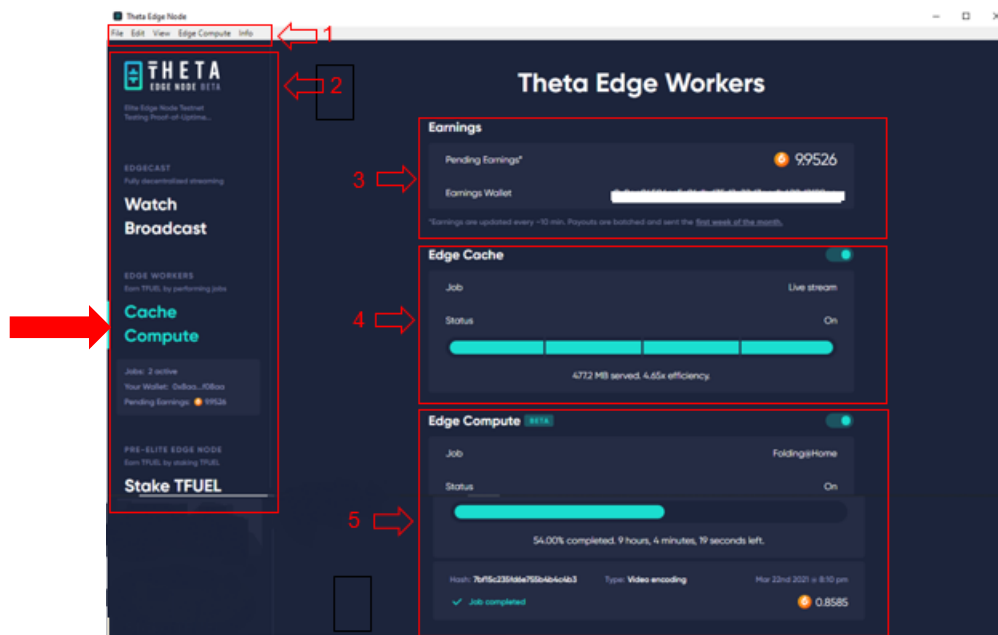 Theta Edge Node
File Edit View Edge Compute Info
1
THETA
EDGE NODE BETA
2
Elite Edge Node Testnet
Testing Proof-of-Uptime...
Theta Edge Workers
EDGECAST
Fully decentralized streaming
Watch
Broadcast
EDGE WORKERS
Earn TFUEL by performing jobs
Cache
Compute
Jobs: 2 active
Your Wallet: 0x8aa...f08aa
Pending Earnings: 9.9526
PRE-ELITE EDGE NODE
Earn TFUEL by staking TFUEL
Stake TFUEL
Earnings
3
Pending Earnings* 9.9526
Earnings Wallet
*Earnings are updated every ~10 min. Payouts are batched and sent the first week of the month.
Edge Cache
4
Job Live stream
Status On
477.2 MB served. 4.65x efficiency.
Edge Compute BETA
5
Job Folding@Home
Status On
54.00% completed. 9 hours, 4 minutes, 19 seconds left.
Hash: Type: Video encoding Mar 22nd 2021 @ 8:10 pm
Job completed 0.8585